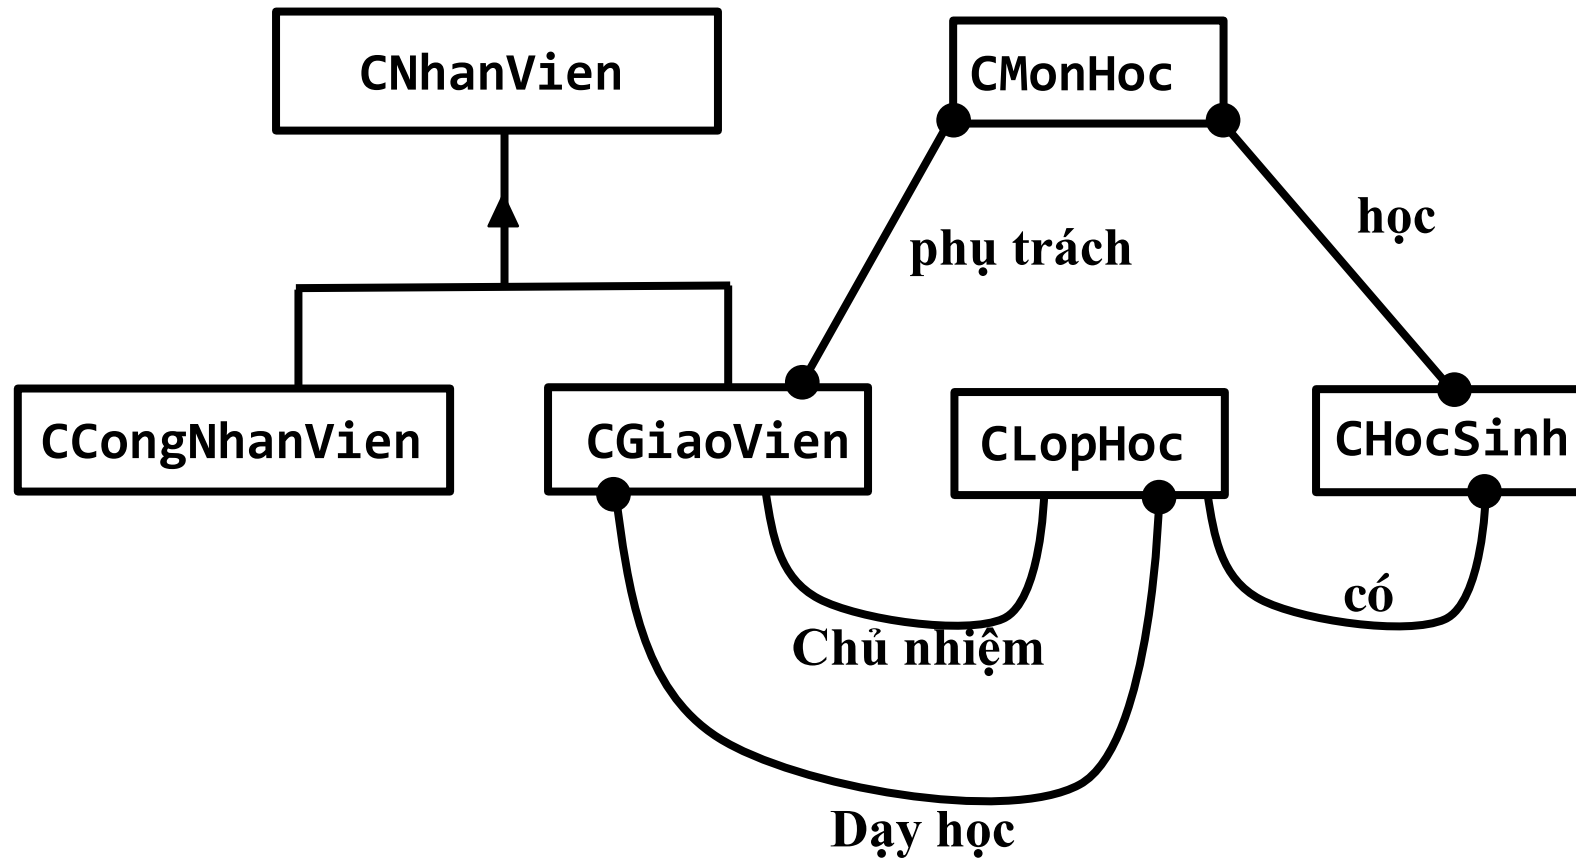 CNhanVien
CMonHoc
phụ trách
học
CCongNhanVien
CGiaoVien
CLopHoc
CHocSinh
Chủ nhiệm
có
Dạy học